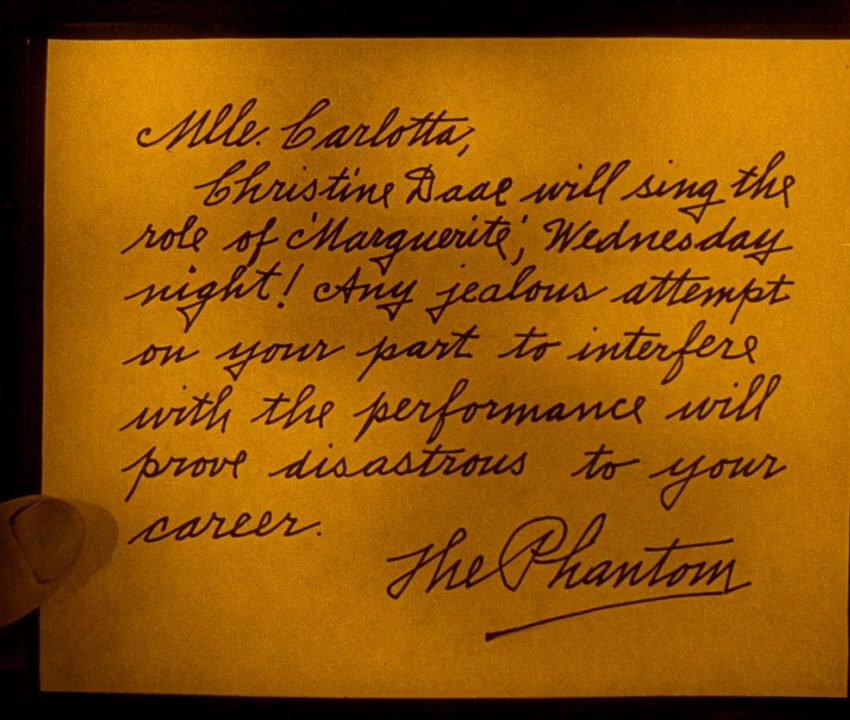 Mlle. Carlotta,
Christine Daae will sing the
role of 'Marguerite', Wednesday
night! Any jealous attempt
on your part to interfere
with the performance will
prove disastrous to your
career.
The Phantom